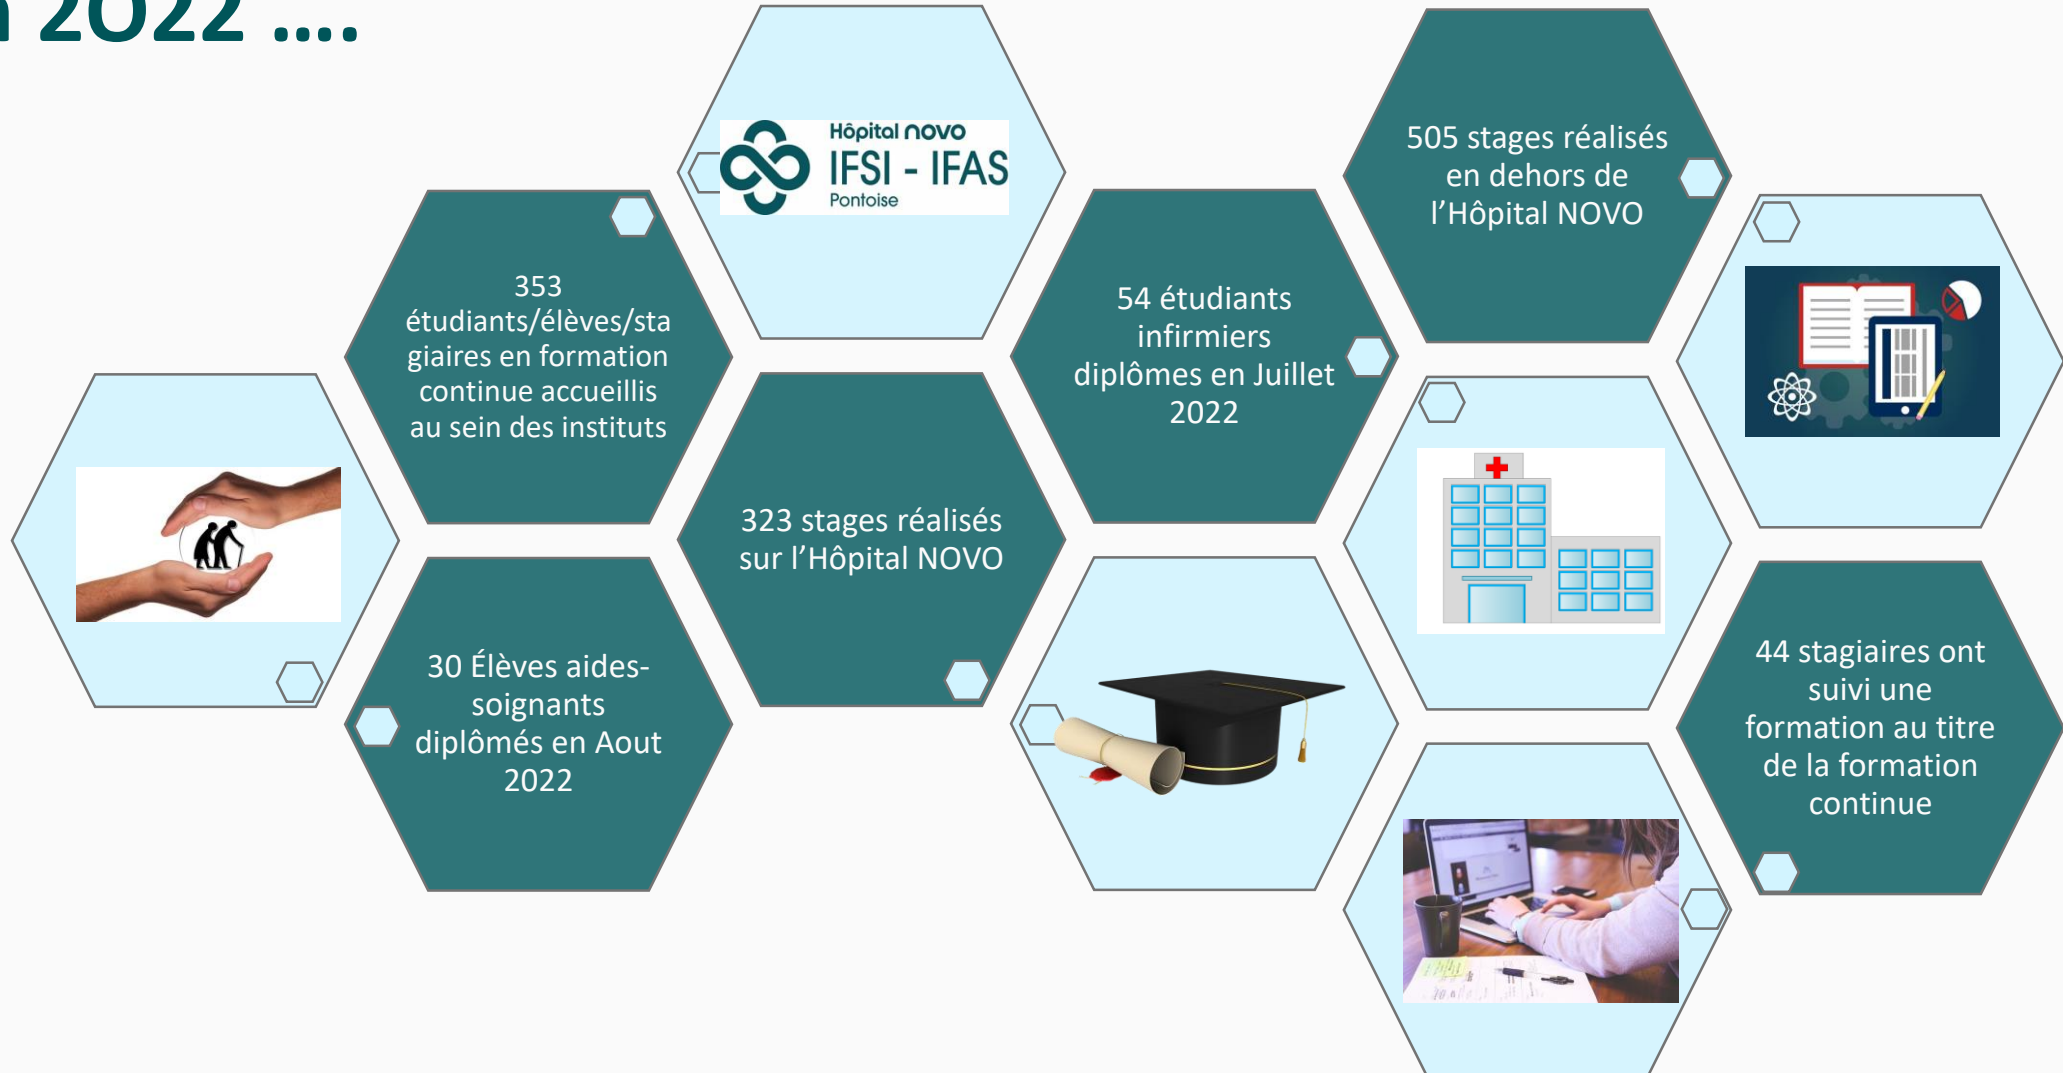 2022 ....
Hôpital novo
IFSI - IFAS
Pontoise
505 stages réalisés
en dehors de
l’Hôpital NOVO
353
étudiants/élèves/sta
giaires en formation
continue accueillis
au sein des instituts
54 étudiants
infirmiers
diplômes en Juillet
2022
323 stages réalisés
sur l’Hôpital NOVO
30 Élèves aides-
soignants
diplômés en Aout
2022
44 stagiaires ont
suivi une
formation au titre
de la formation
continue